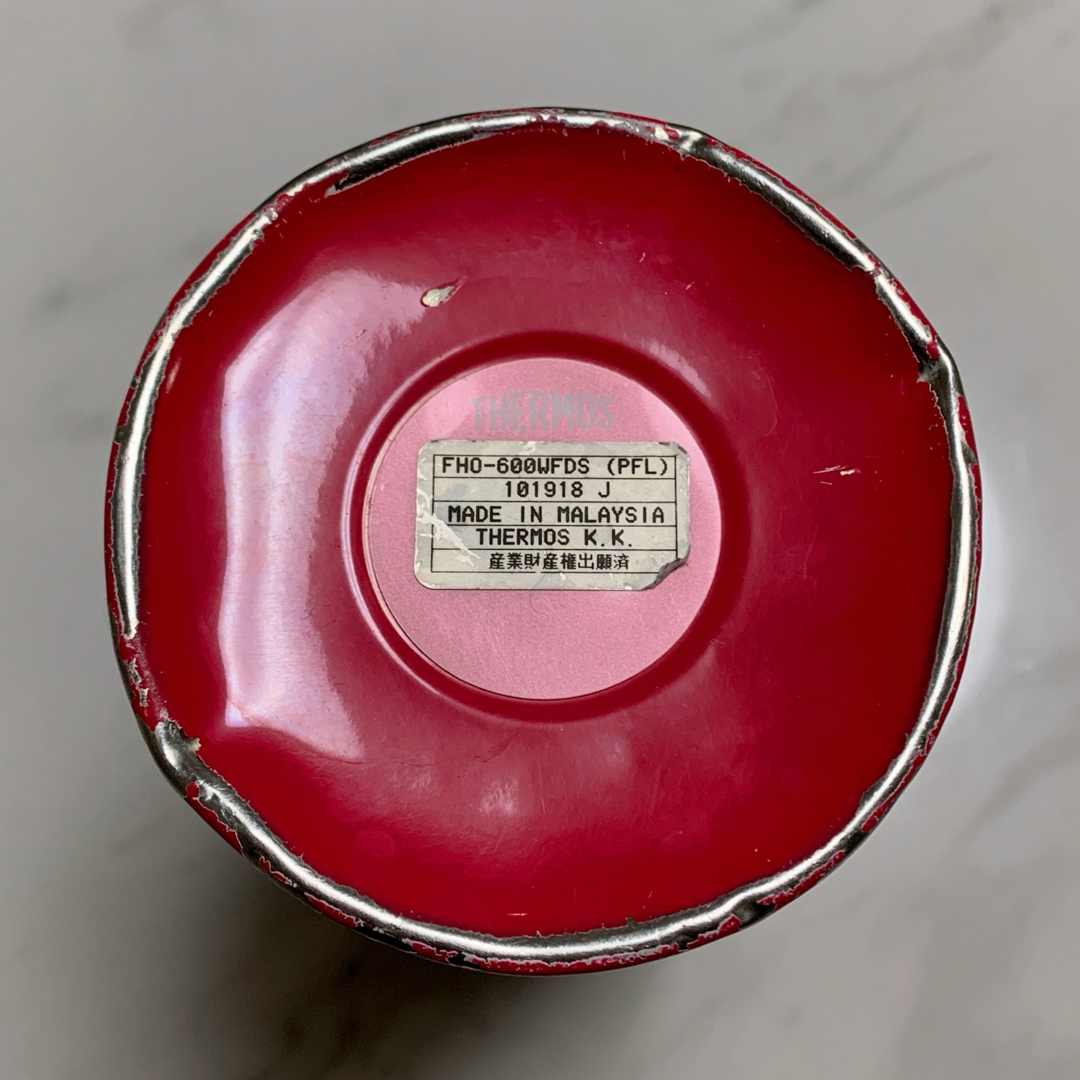 THERMOS
FHO-600WFDS (PFL)
101918 J
MADE IN MALAYSIA
THERMOS K.K.
産業財産権出願済